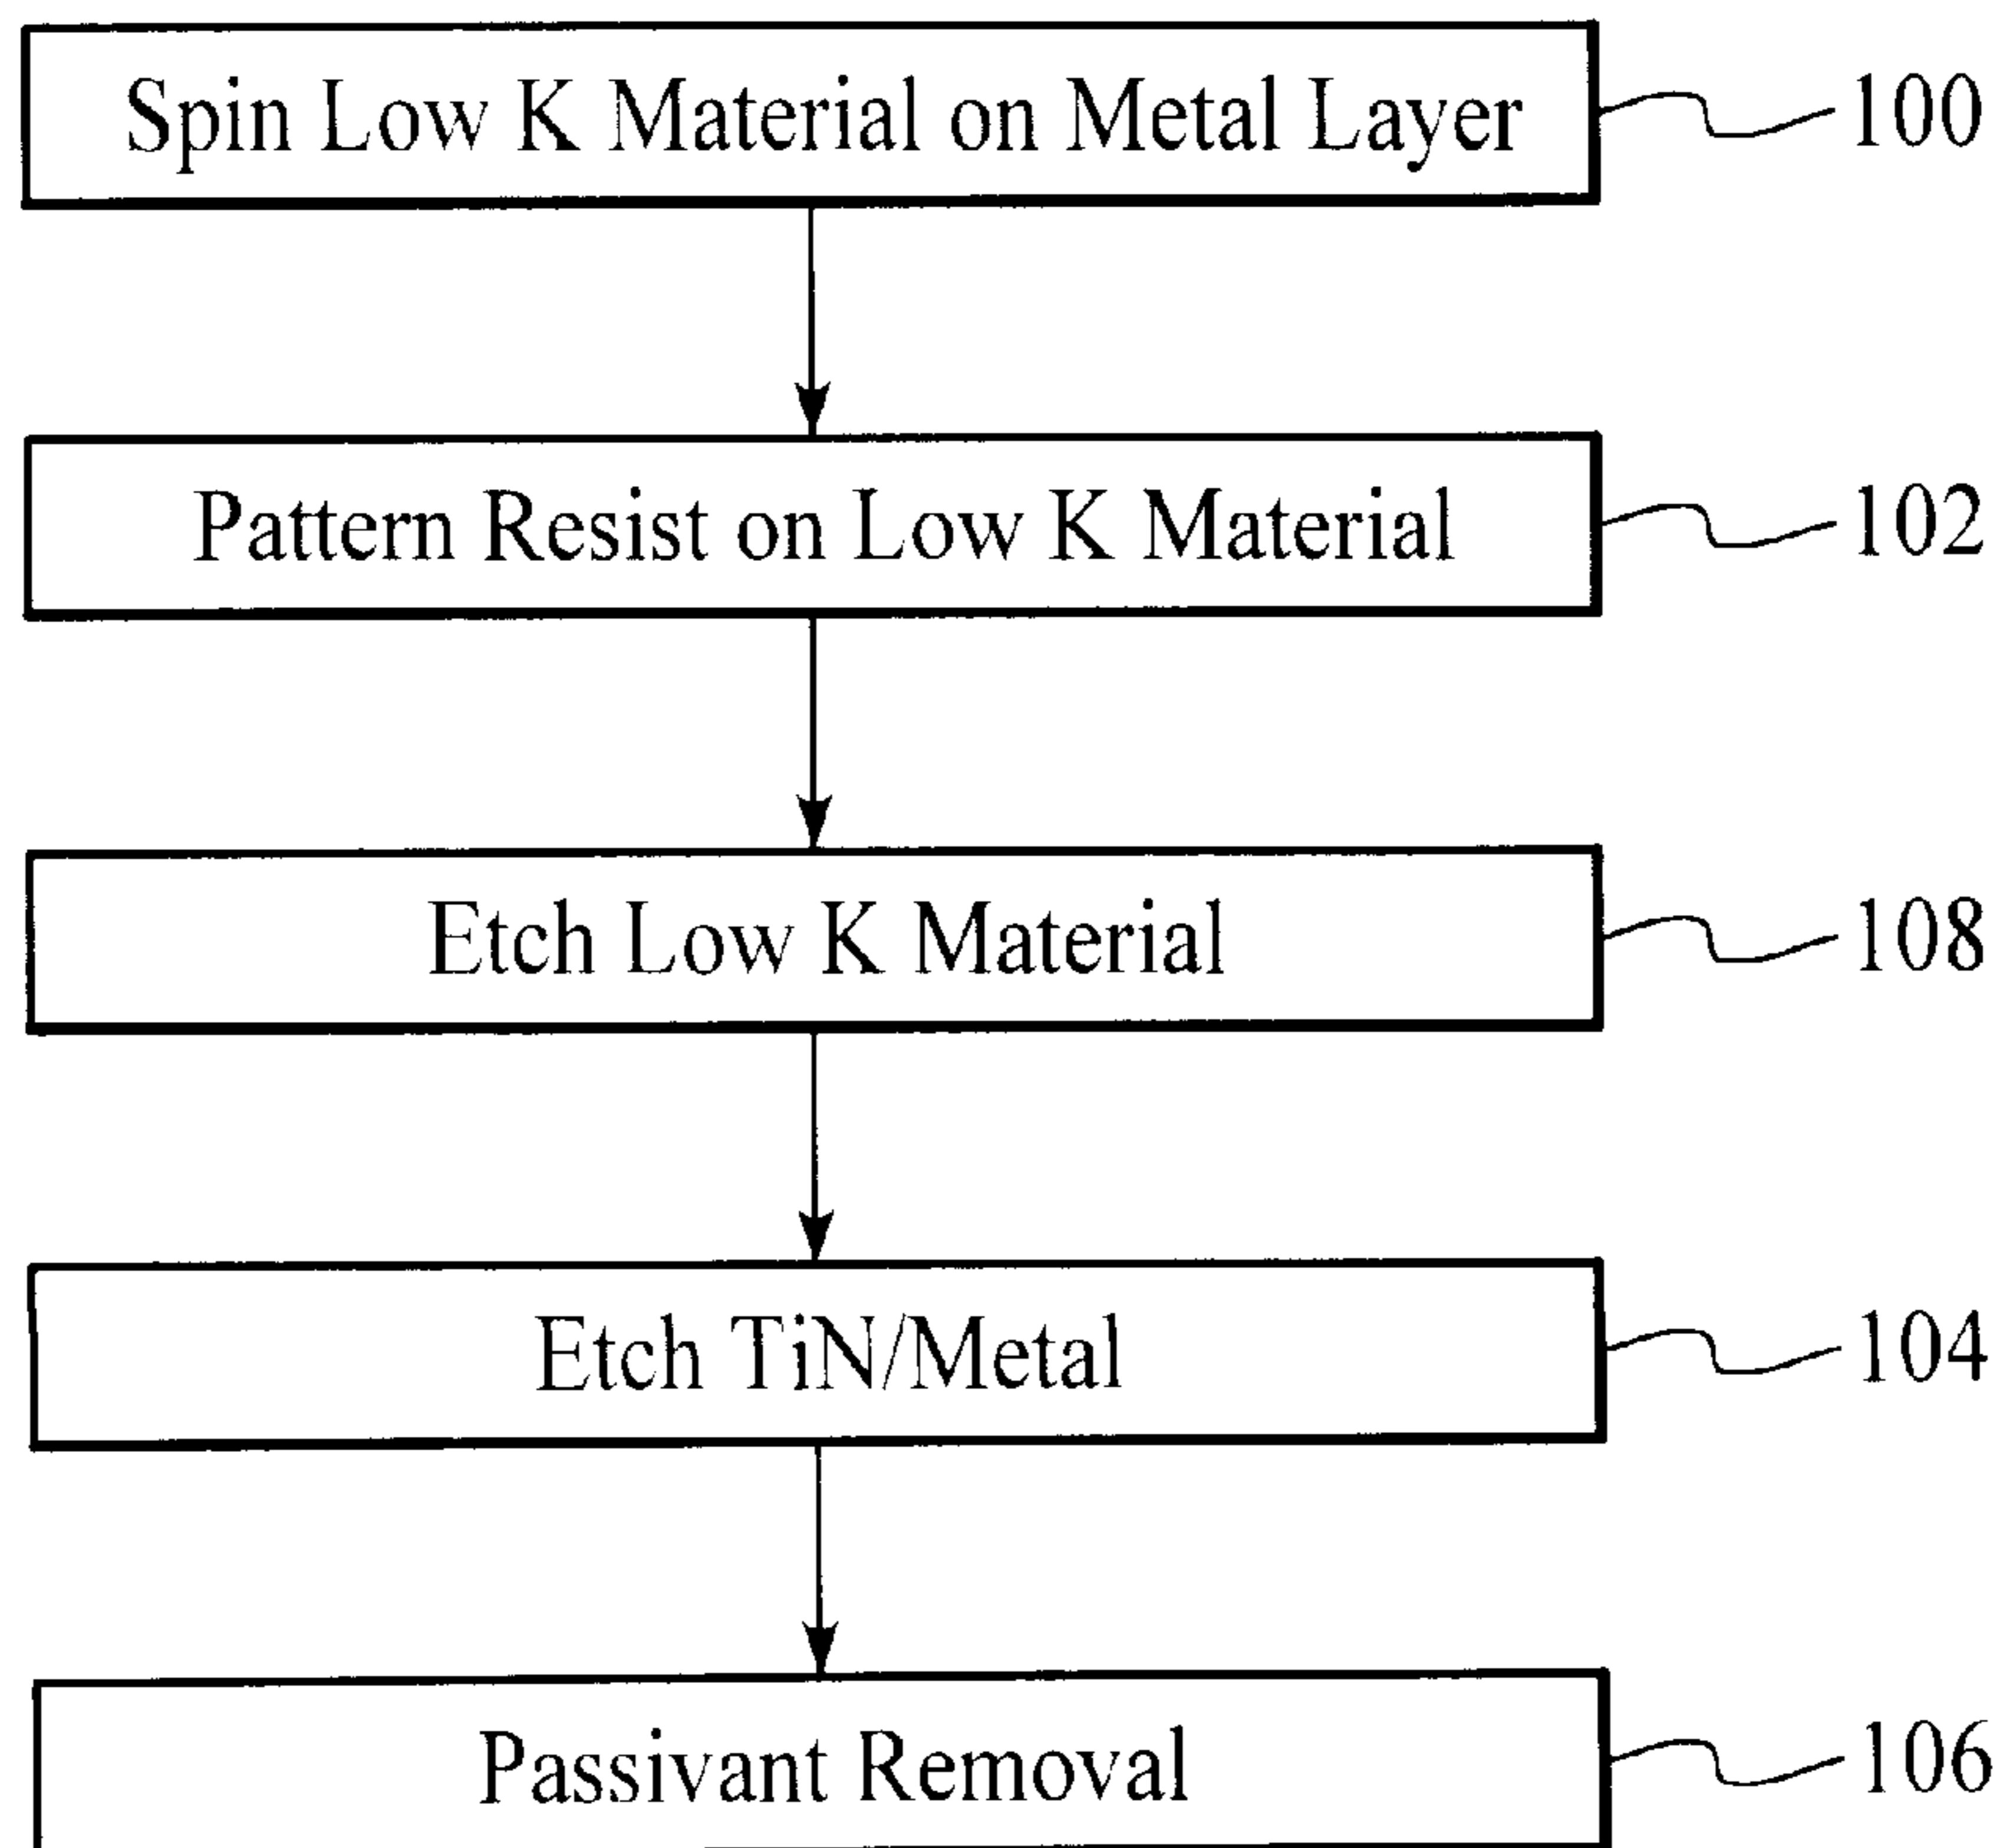 Spin Low K Material on Metal Layer 100
Pattern Resist on Low K Material 102
Etch Low K Material 108
Etch TiN/Metal 104
Passivant Removal 106